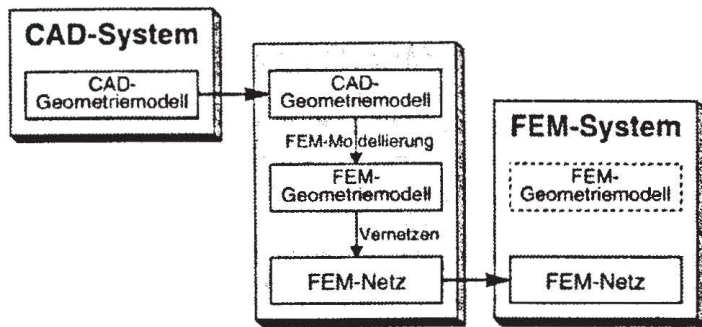 CAD-System
CAD-
Geometriemodell
CAD-
Geometriemodell
FEM-Modellierung
FEM-
Geometriemodell
Vernetzen
FEM-Netz
FEM-System
FEM-
Geometriemodell
FEM-Netz